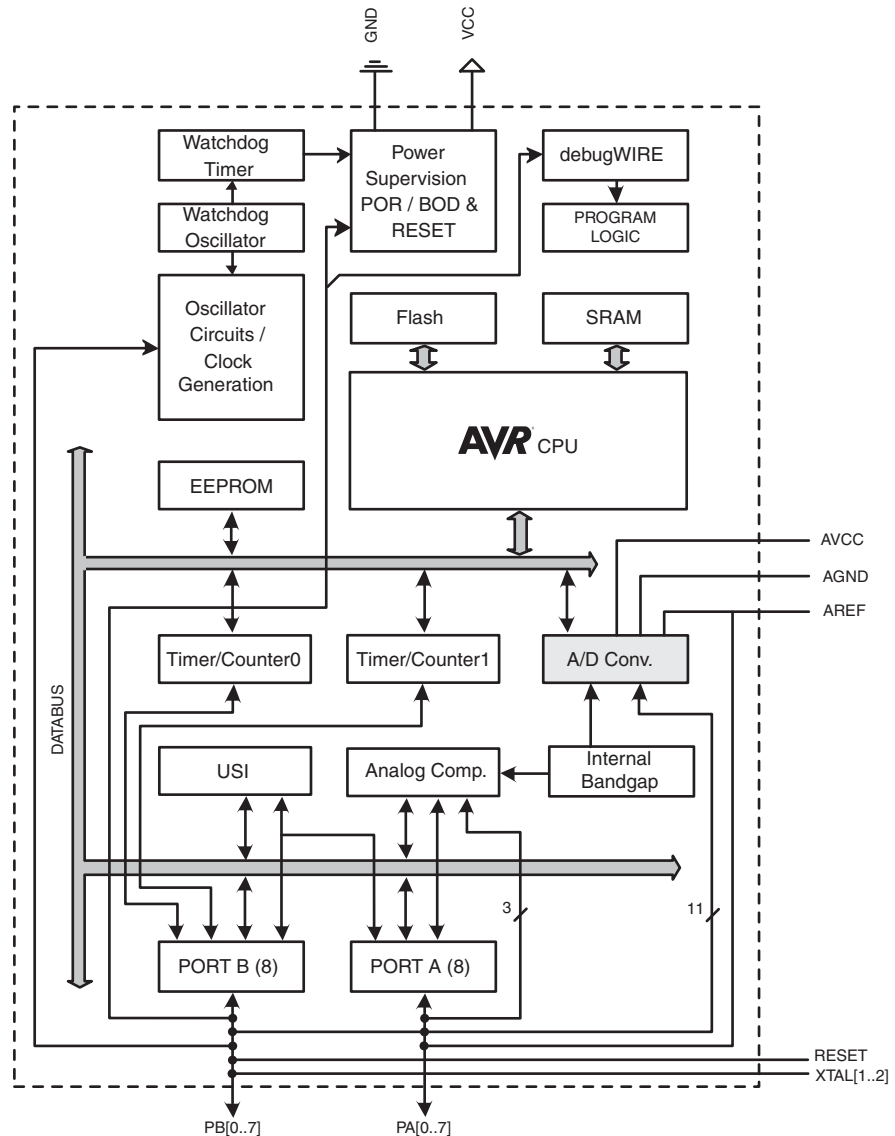 GND
VCC
Watchdog
Timer
Power
Supervision
POR / BOD &
RESET
debugWIRE
Watchdog
Oscillator
PROGRAM
LOGIC
Oscillator
Circuits /
Clock
Generation
Flash
SRAM
AVR® CPU
EEPROM
AVCC
AGND
AREF
Timer/Counter0
Timer/Counter1
A/D Conv.
DATABUS
USI
Analog Comp.
Internal
Bandgap
3
11
PORT B (8)
PORT A (8)
RESET
XTAL[1..2]
PB[0..7]
PA[0..7]